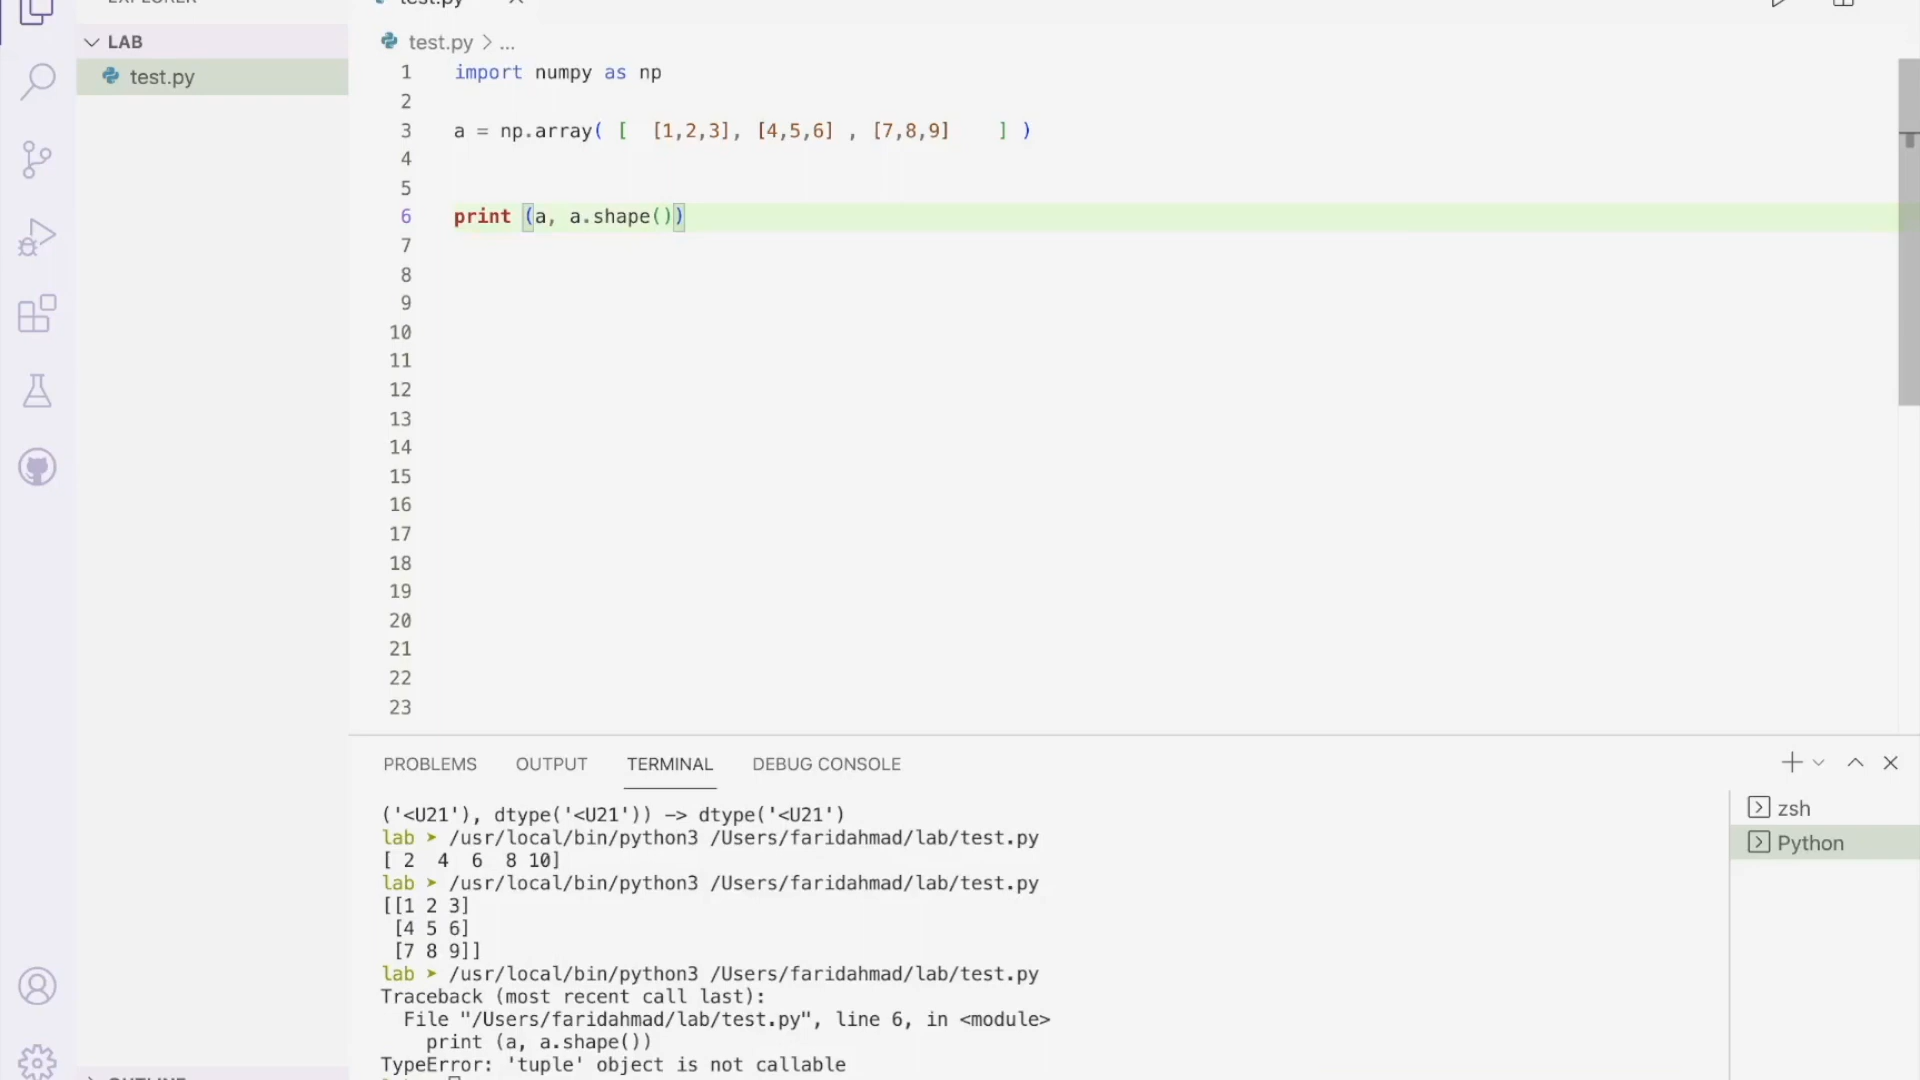 EXPLORER
test.py
LAB
test.py
test.py > ...
1 import numpy as np
2
3 a = np.array( [  [1,2,3], [4,5,6] , [7,8,9]    ] )
4
5
6 print (a, a.shape())
7
8
9
10
11
12
13
14
15
16
17
18
19
20
21
22
23
PROBLEMS OUTPUT TERMINAL DEBUG CONSOLE
('<U21'), dtype('<U21')) -> dtype('<U21')
lab ➤ /usr/local/bin/python3 /Users/faridahmad/lab/test.py
[ 2  4  6  8 10]
lab ➤ /usr/local/bin/python3 /Users/faridahmad/lab/test.py
[[1 2 3]
 [4 5 6]
 [7 8 9]]
lab ➤ /usr/local/bin/python3 /Users/faridahmad/lab/test.py
Traceback (most recent call last):
  File "/Users/faridahmad/lab/test.py", line 6, in <module>
    print (a, a.shape())
TypeError: 'tuple' object is not callable
zsh
Python
OUTLINE